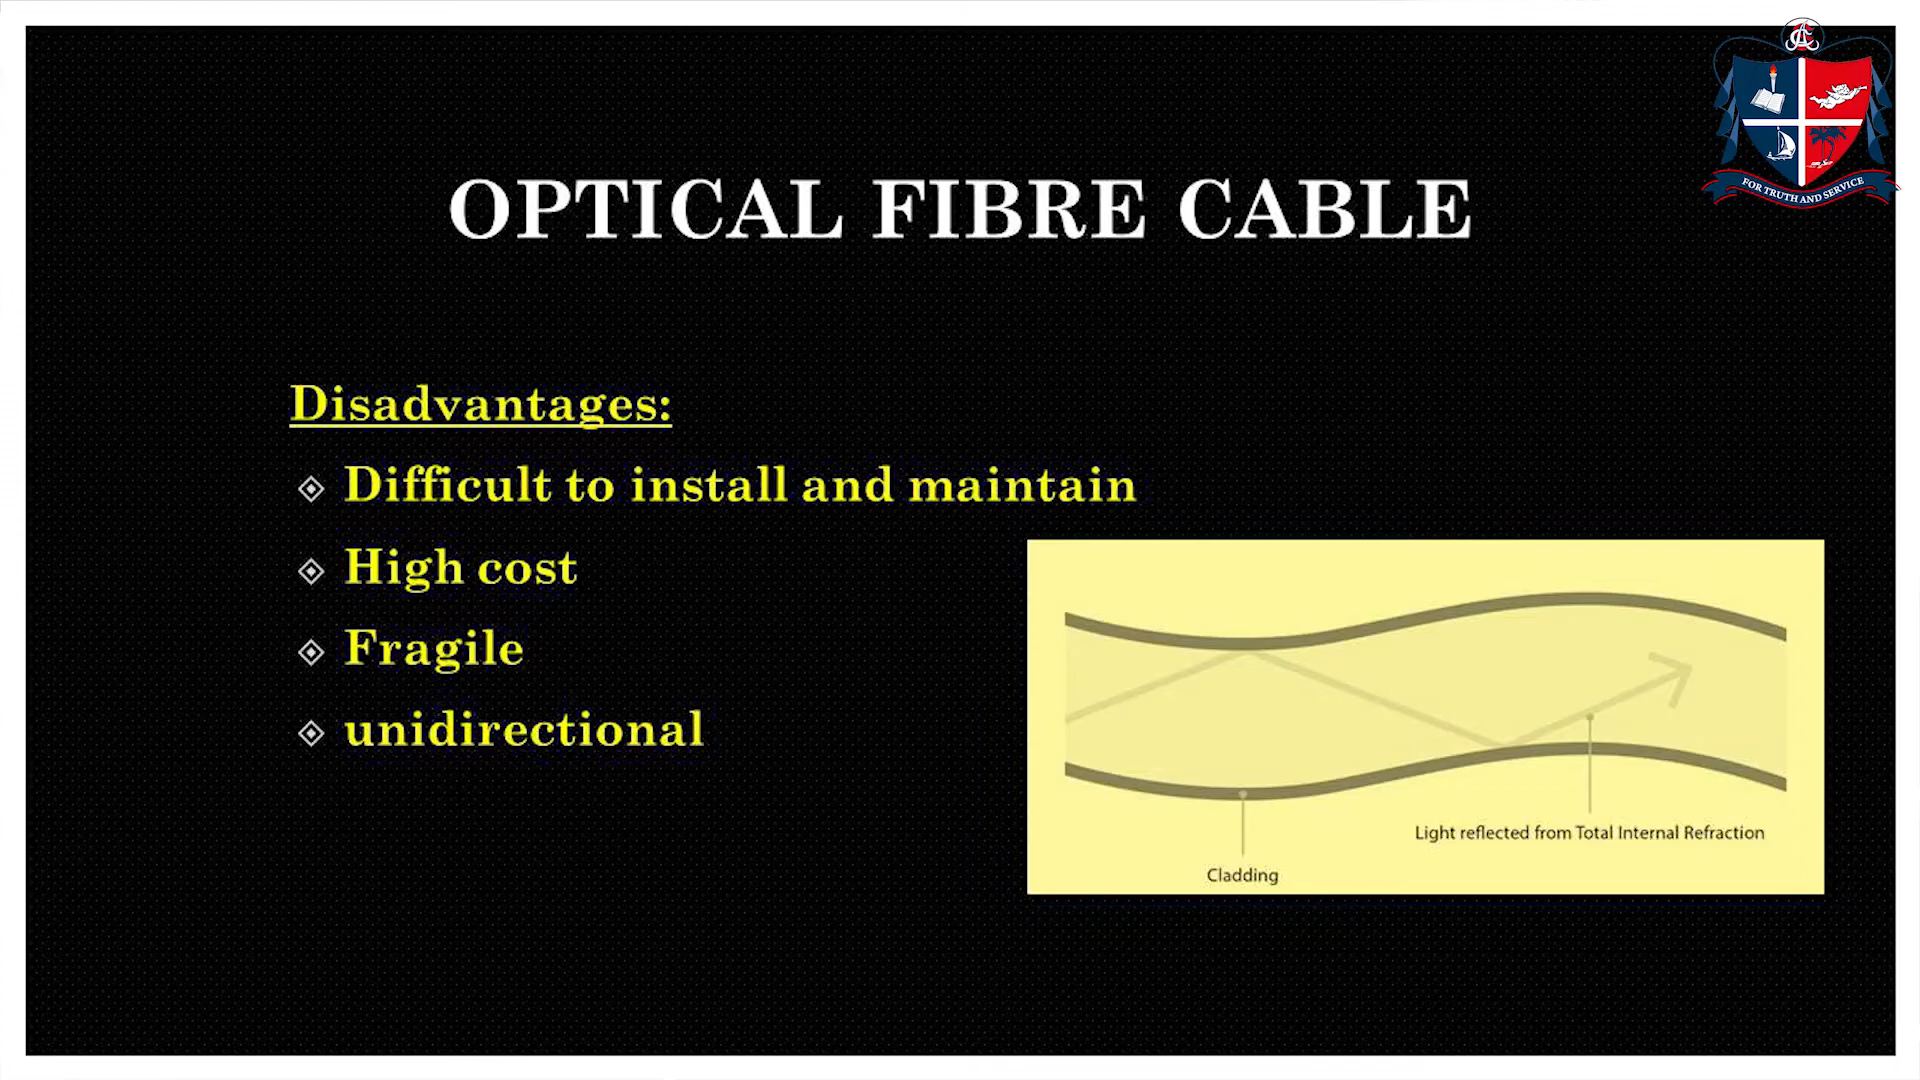 FOR TRUTH AND SERVICE
OPTICAL FIBRE CABLE
Disadvantages:
Difficult to install and maintain
High cost
Fragile
unidirectional
Light reflected from Total Internal Refraction
Cladding